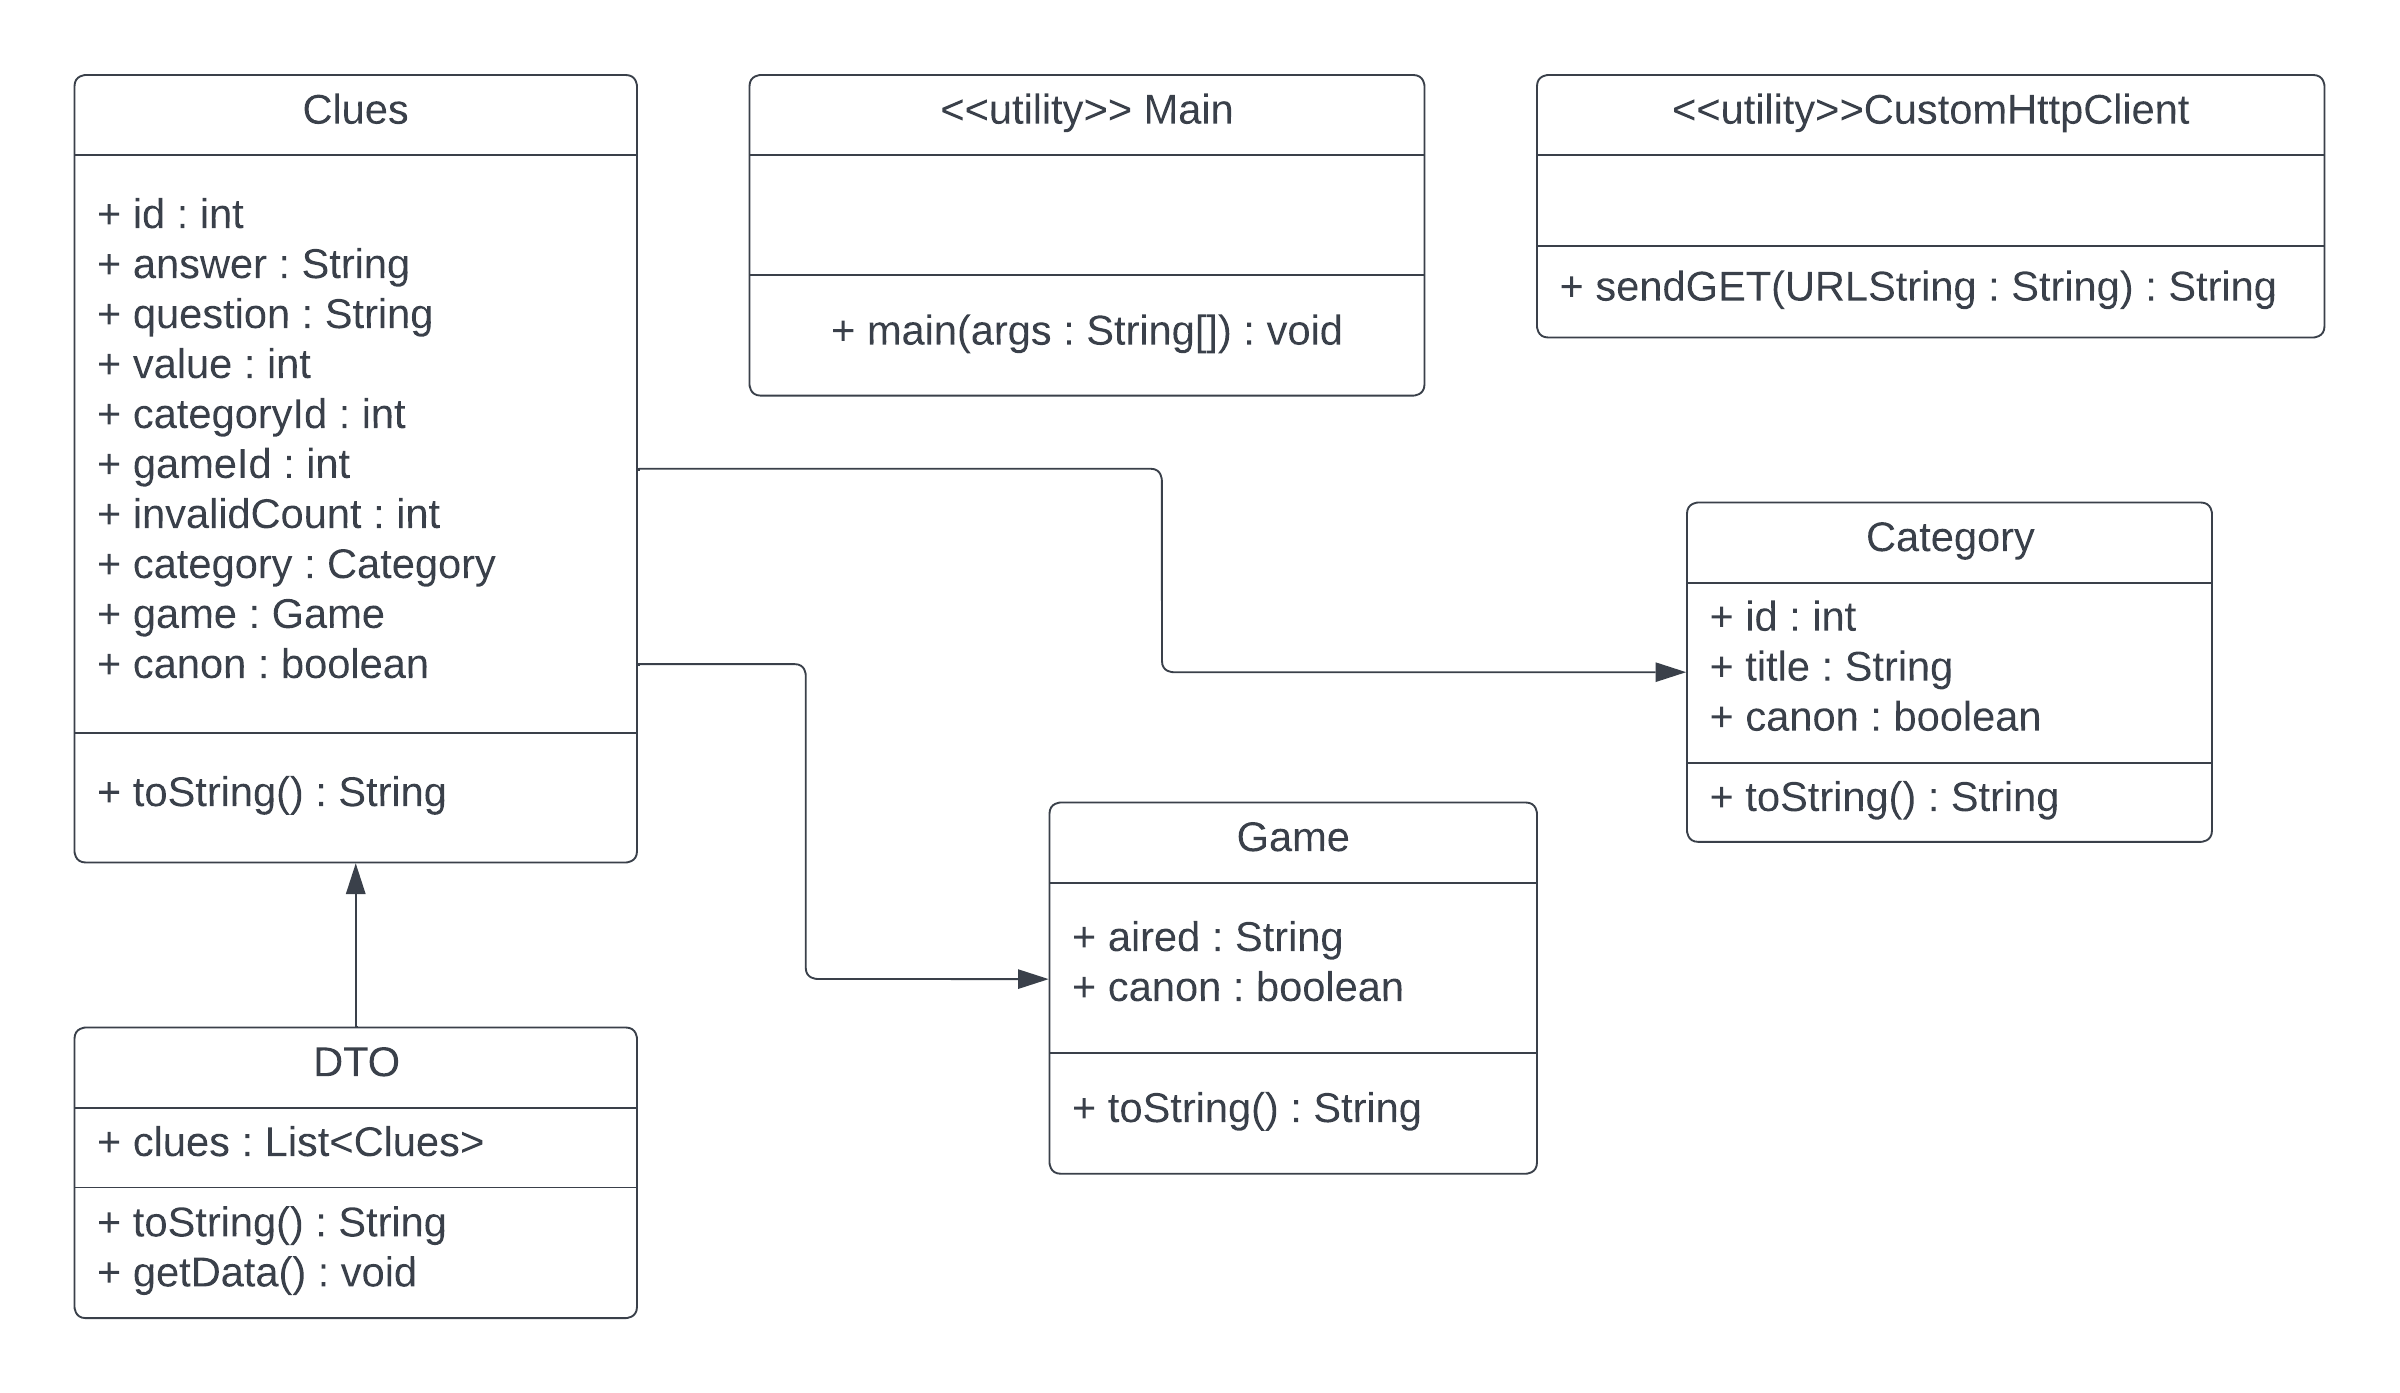 Clues
+ id : int
+ answer : String
+ question : String
+ value : int
+ categoryId : int
+ gameId : int
+ invalidCount : int
+ category : Category
+ game : Game
+ canon : boolean
+ toString() : String
<<utility>> Main
+ main(args : String[]) : void
<<utility>>CustomHttpClient
+ sendGET(URLString : String) : String
Category
+ id : int
+ title : String
+ canon : boolean
+ toString() : String
Game
+ aired : String
+ canon : boolean
+ toString() : String
DTO
+ clues : List<Clues>
+ toString() : String
+ getData() : void